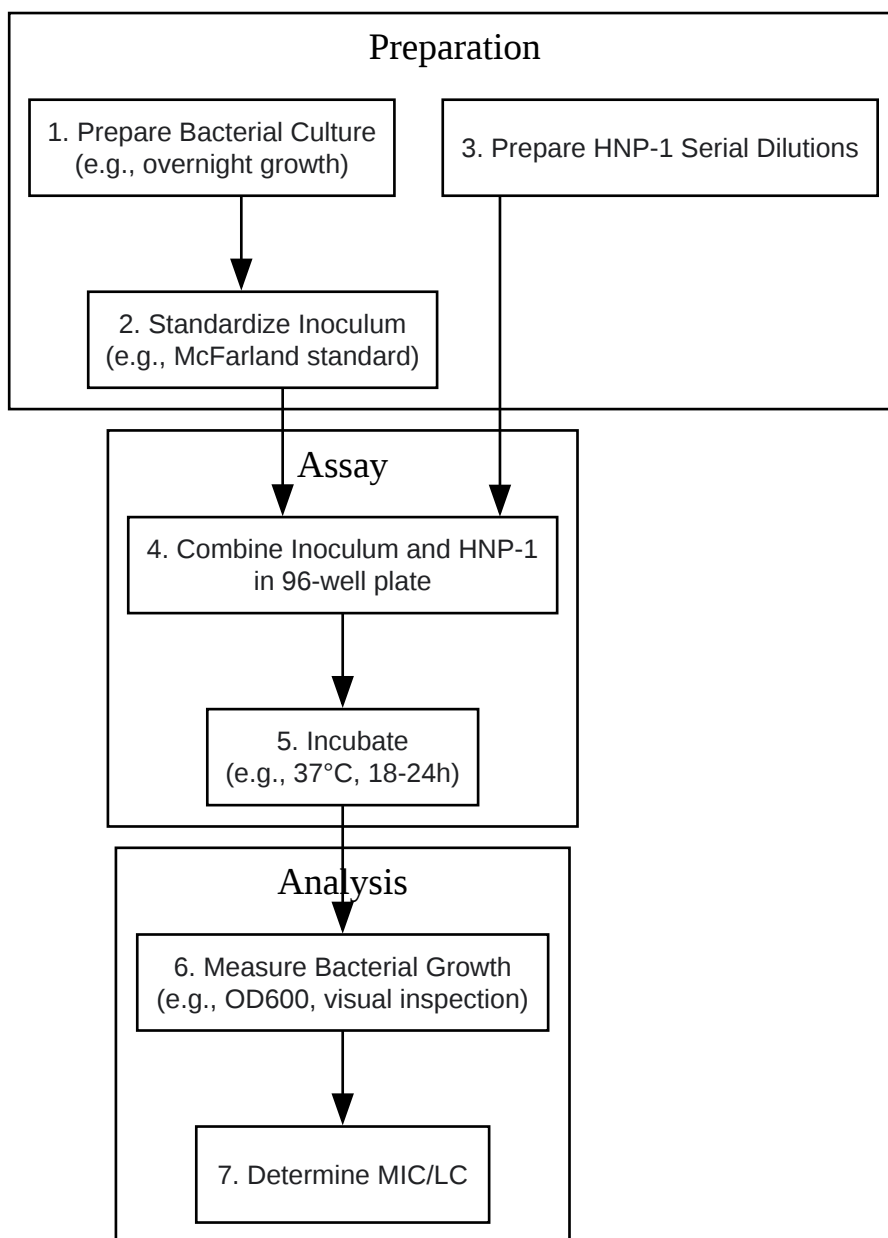 Preparation
1. Prepare Bacterial Culture
(e.g., overnight growth)
3. Prepare HNP-1 Serial Dilutions
2. Standardize Inoculum
(e.g., McFarland standard)
Assay
4. Combine Inoculum and HNP-1
in 96-well plate
5. Incubate
(e.g., 37°C, 18-24h)
Analysis
6. Measure Bacterial Growth
(e.g., OD600, visual inspection)
7. Determine MIC/LC